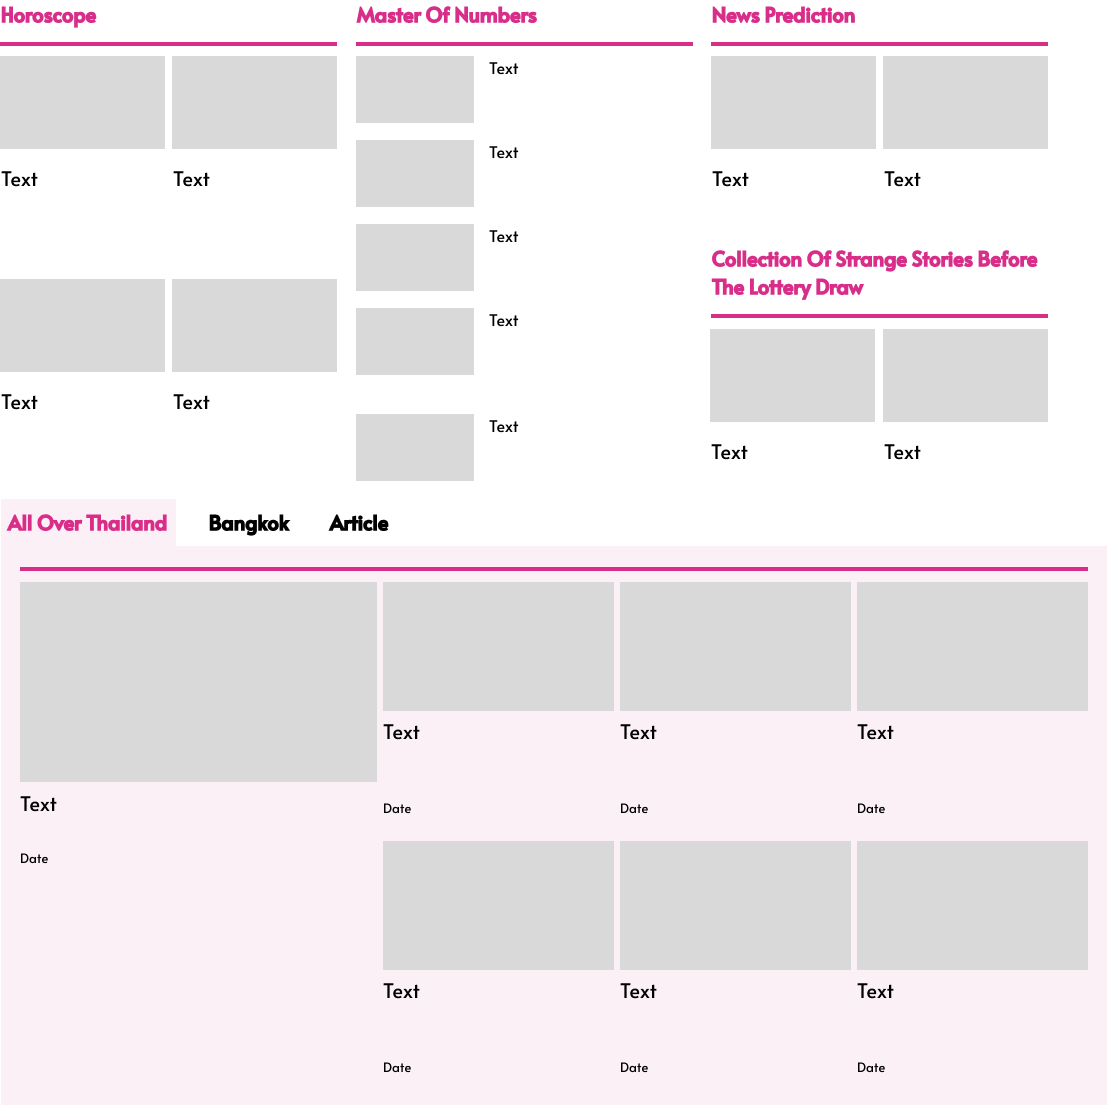 Horoscope
Text
Text
Text
Text
Master Of Numbers
Text
Text
Text
Text
Text
News Prediction
Text
Text
Collection Of Strange Stories Before
The Lottery Draw
Text
Text
All Over Thailand
Bangkok
Article
Text
Date
Text
Text
Text
Date
Date
Date
Text
Text
Text
Date
Date
Date